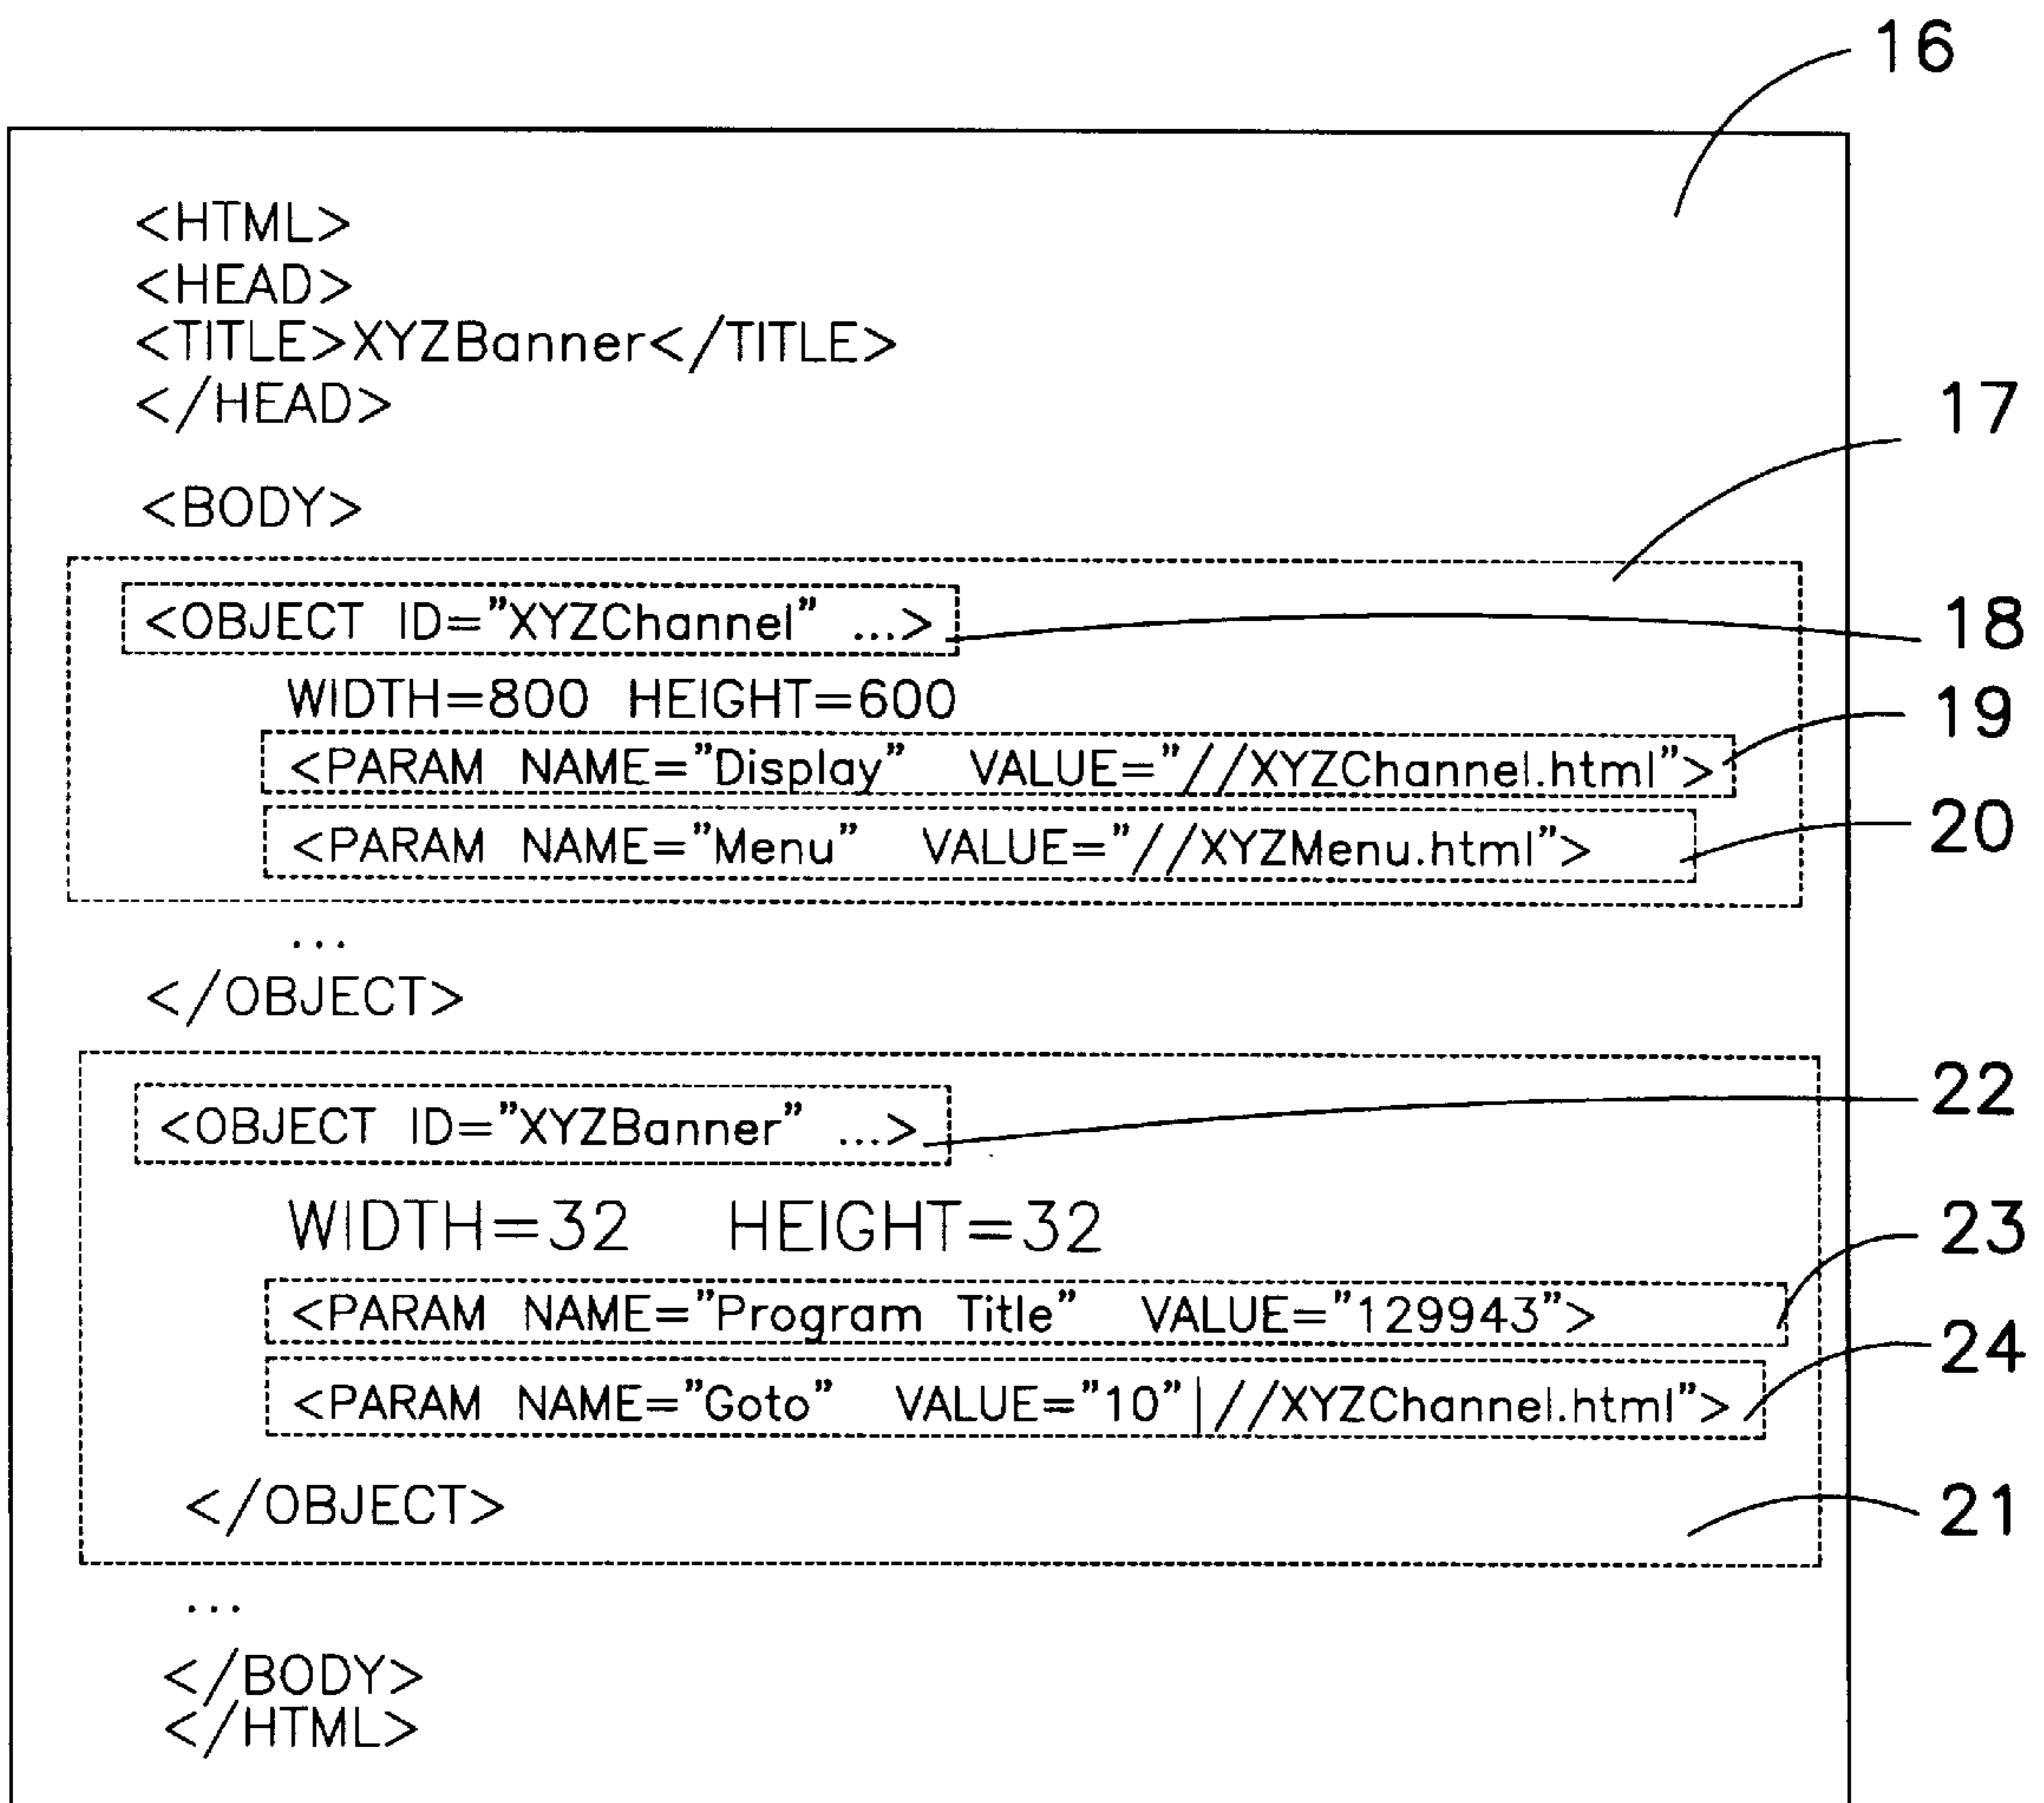 16
<HTML>
<HEAD>
<TITLE>XYZBanner</TITLE>
</HEAD>
17
<BODY>
<OBJECT ID="XYZChannel" ...>
18
WIDTH=800 HEIGHT=600
19
<PARAM NAME="Display" VALUE="//XYZChannel.html">
20
<PARAM NAME="Menu" VALUE="//XYZMenu.html">
...
</OBJECT>
22
<OBJECT ID="XYZBanner" ...>
WIDTH=32 HEIGHT=32
23
<PARAM NAME="Program Title" VALUE="129943">
24
<PARAM NAME="Goto" VALUE="10"|//XYZChannel.html">
</OBJECT>
21
...
</BODY>
</HTML>